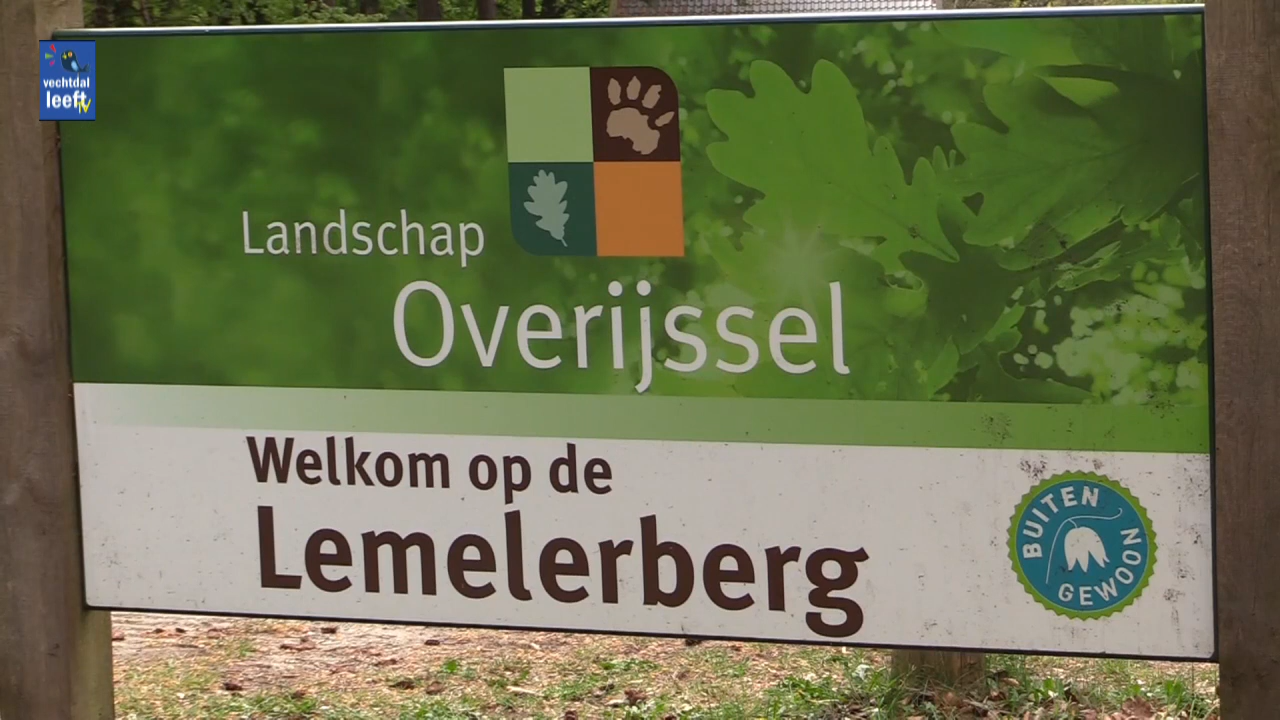 vechtdal
leeft
TV
Landschap
Overijssel
Welkom op de
Lemelerberg
BUITEN
GEWOON